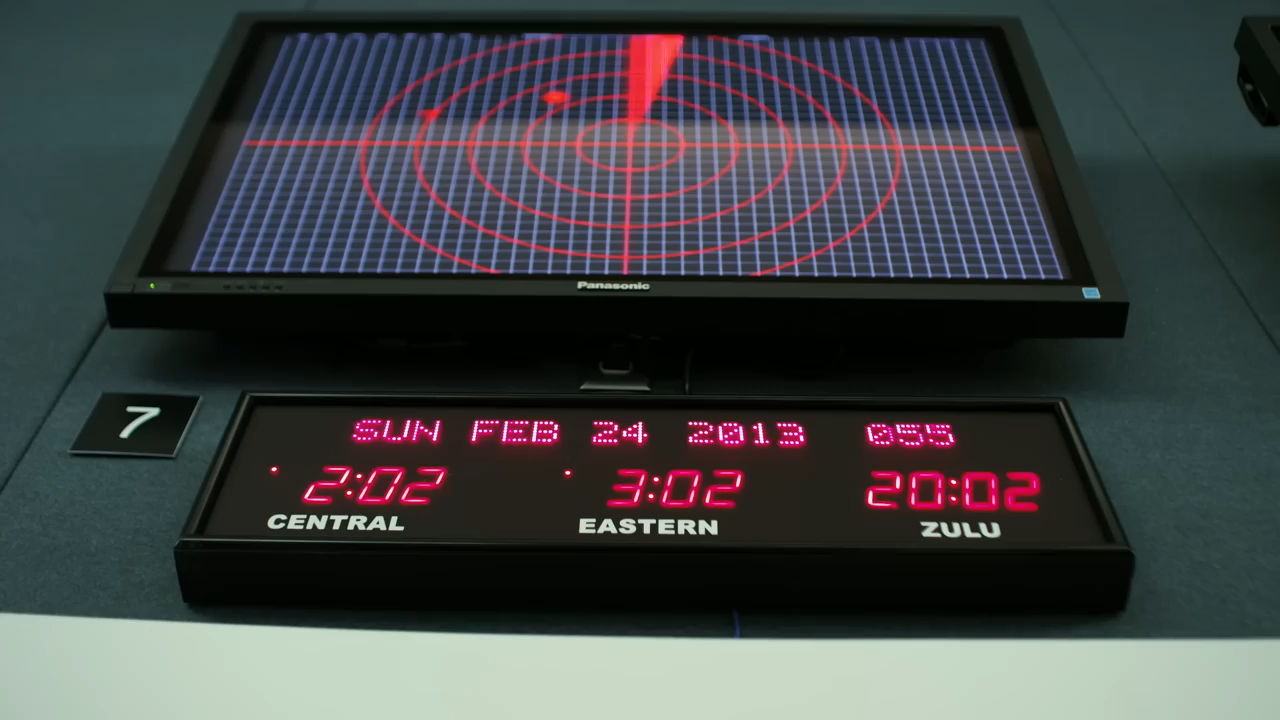 Panasonic
7
SUN FEB 24 2013 055
2:02 3:02 20:02
CENTRAL EASTERN ZULU